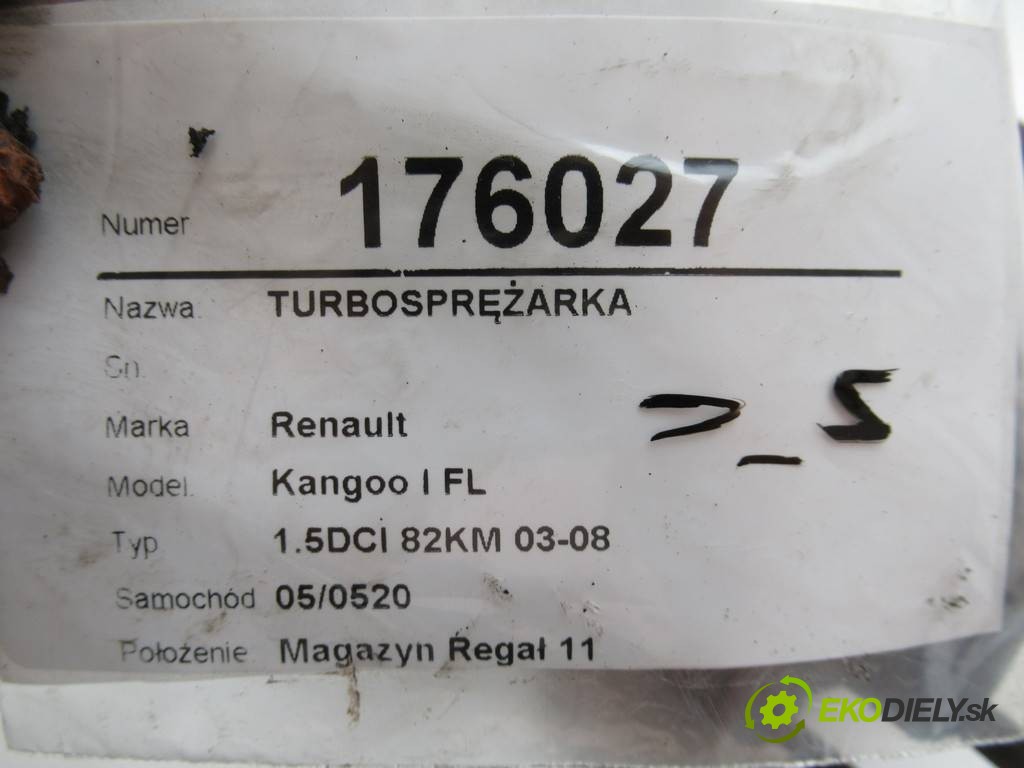 Numer 176027
Nazwa. TURBOSPRĘŻARKA
Sn.
Marka Renault
Model. Kangoo I FL
Typ 1.5DCI 82KM 03-08
Samochód 05/0520
Położenie Magazyn Regał 11
EKODIELY.sk